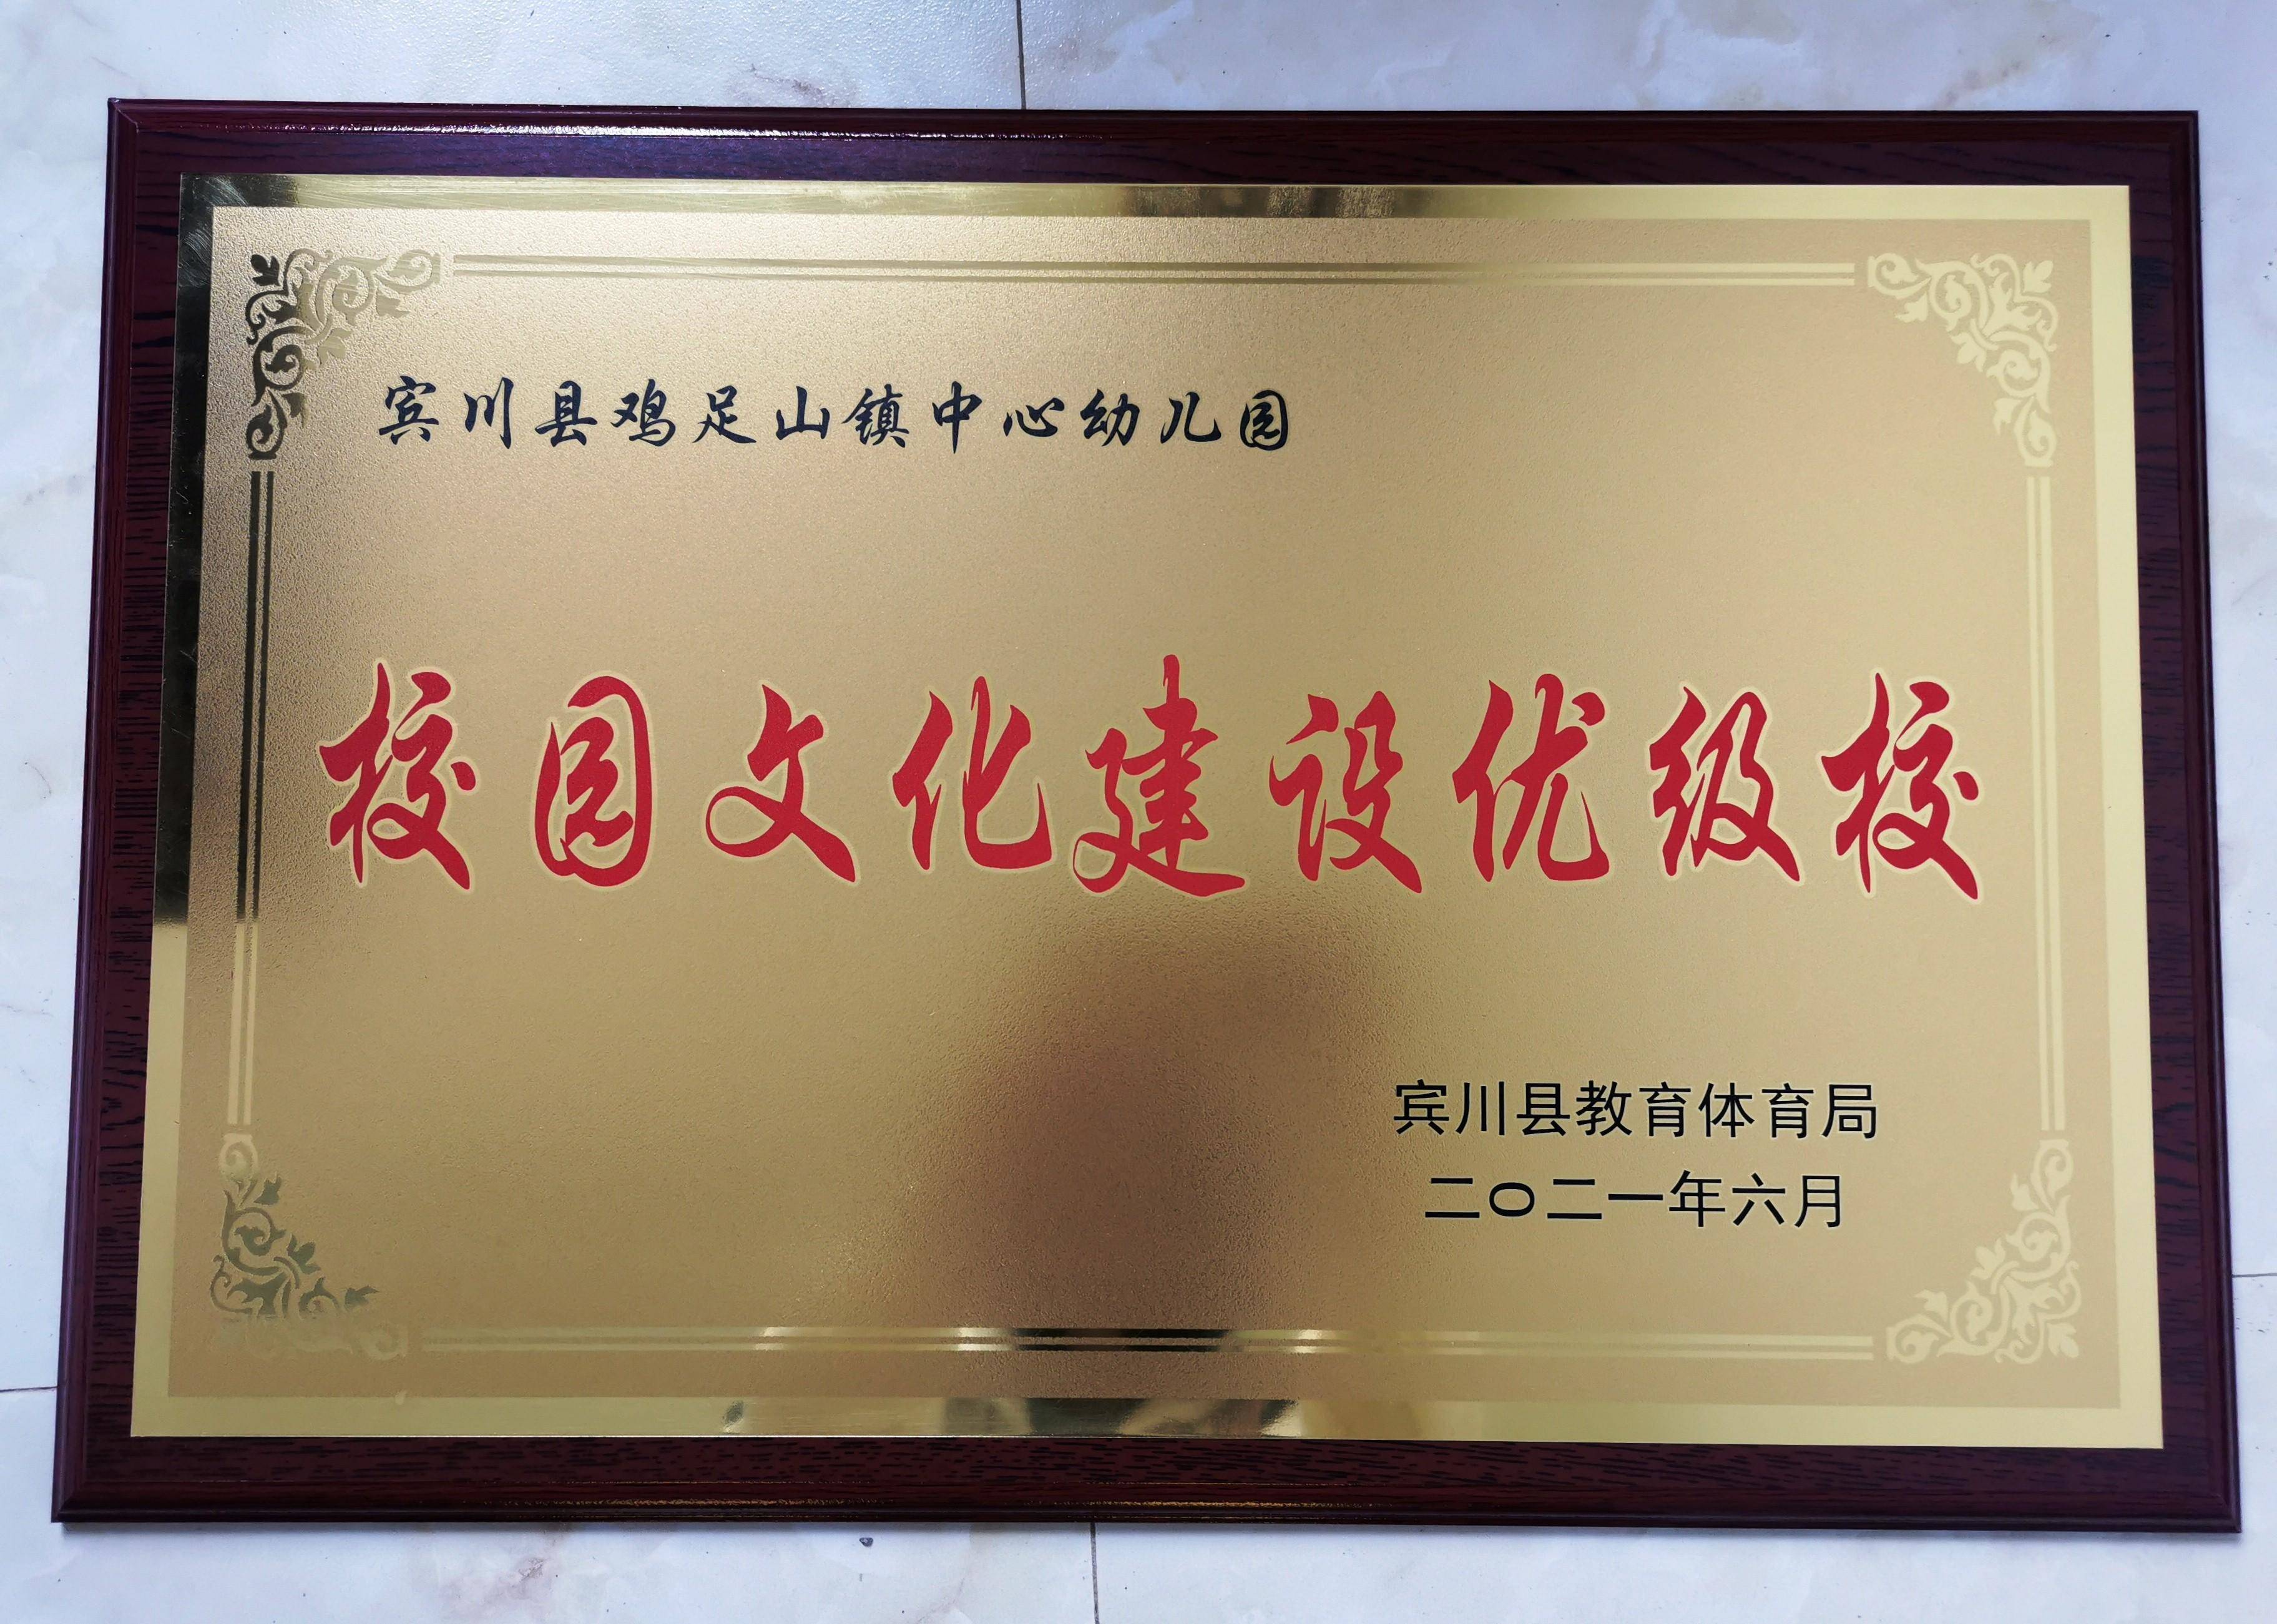 宾川县鸡足山镇中心幼儿园
校园文化建设优级校
宾川县教育体育局
二〇二一年六月